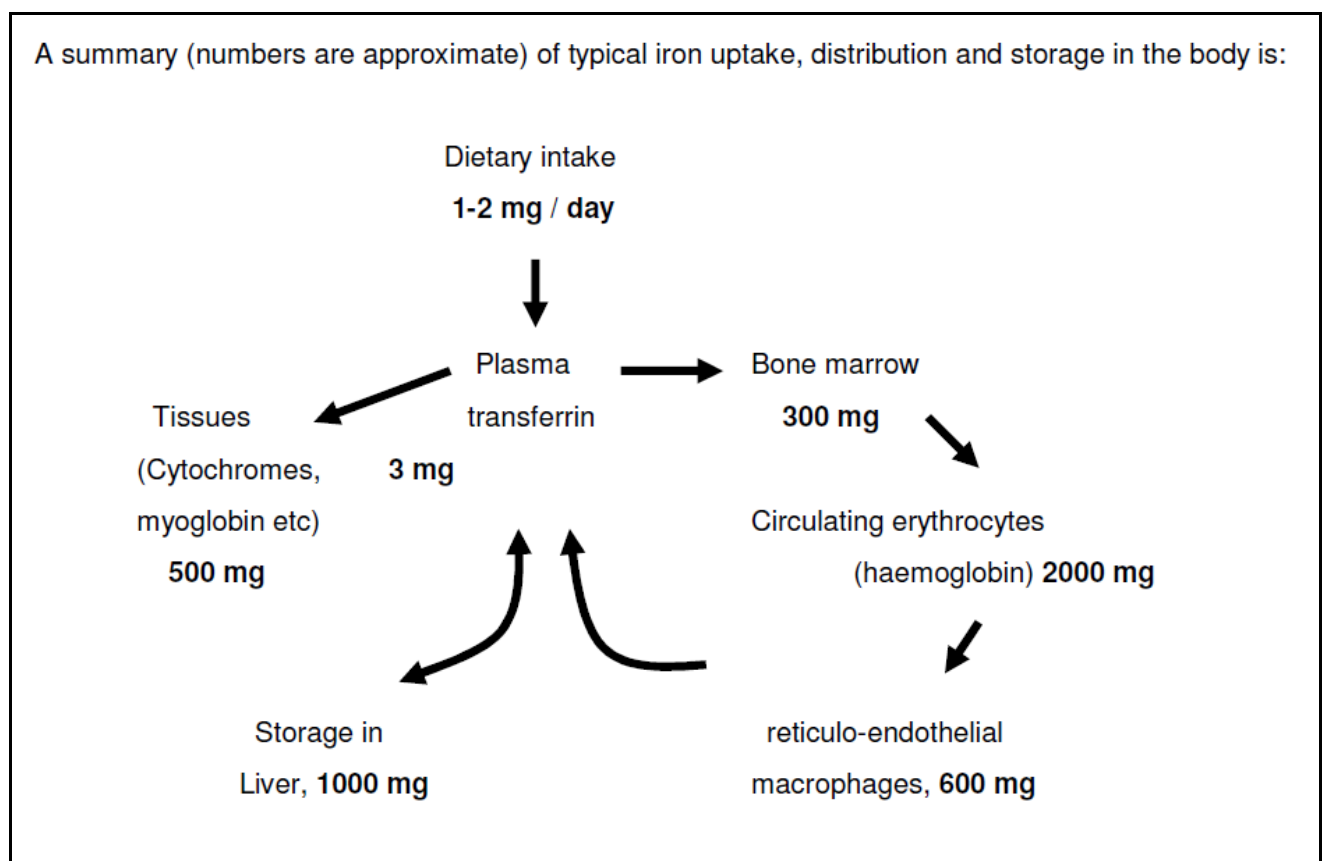 A summary (numbers are approximate) of typical iron uptake, distribution and storage in the body is:
Dietary intake
1-2 mg / day
Plasma
transferrin
3 mg
Bone marrow
300 mg
Tissues
(Cytochromes,
myoglobin etc)
500 mg
Circulating erythrocytes
(haemoglobin) 2000 mg
Storage in
Liver, 1000 mg
reticulo-endothelial
macrophages, 600 mg